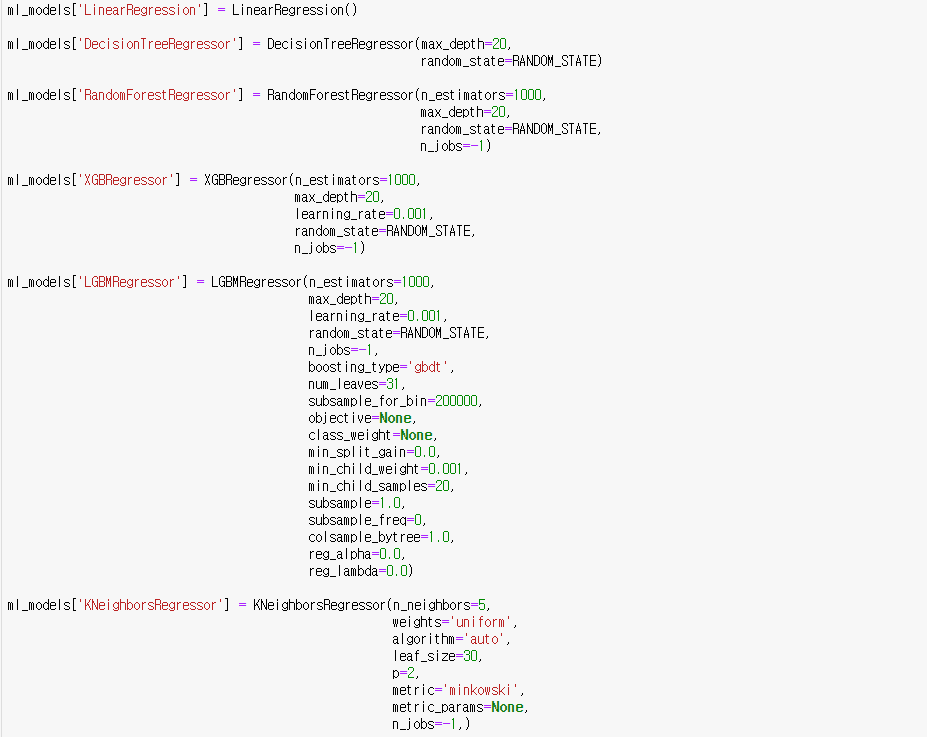 ml_models['LinearRegression'] = LinearRegression()
ml_models['DecisionTreeRegressor'] = DecisionTreeRegressor(max_depth=20,
random_state=RANDOM_STATE)
ml_models['RandomForestRegressor'] = RandomForestRegressor(n_estimators=1000,
max_depth=20,
random_state=RANDOM_STATE,
n_jobs=-1)
ml_models['XGBRegressor'] = XGBRegressor(n_estimators=1000,
max_depth=20,
learning_rate=0.001,
random_state=RANDOM_STATE,
n_jobs=-1)
ml_models['LGBMRegressor'] = LGBMRegressor(n_estimators=1000,
max_depth=20,
learning_rate=0.001,
random_state=RANDOM_STATE,
n_jobs=-1,
boosting_type='gbdt',
num_leaves=31,
subsample_for_bin=200000,
objective=None,
class_weight=None,
min_split_gain=0.0,
min_child_weight=0.001,
min_child_samples=20,
subsample=1.0,
subsample_freq=0,
colsample_bytree=1.0,
reg_alpha=0.0,
reg_lambda=0.0)
ml_models['KNeighborsRegressor'] = KNeighborsRegressor(n_neighbors=5,
weights='uniform',
algorithm='auto',
leaf_size=30,
p=2,
metric='minkowski',
metric_params=None,
n_jobs=-1,)